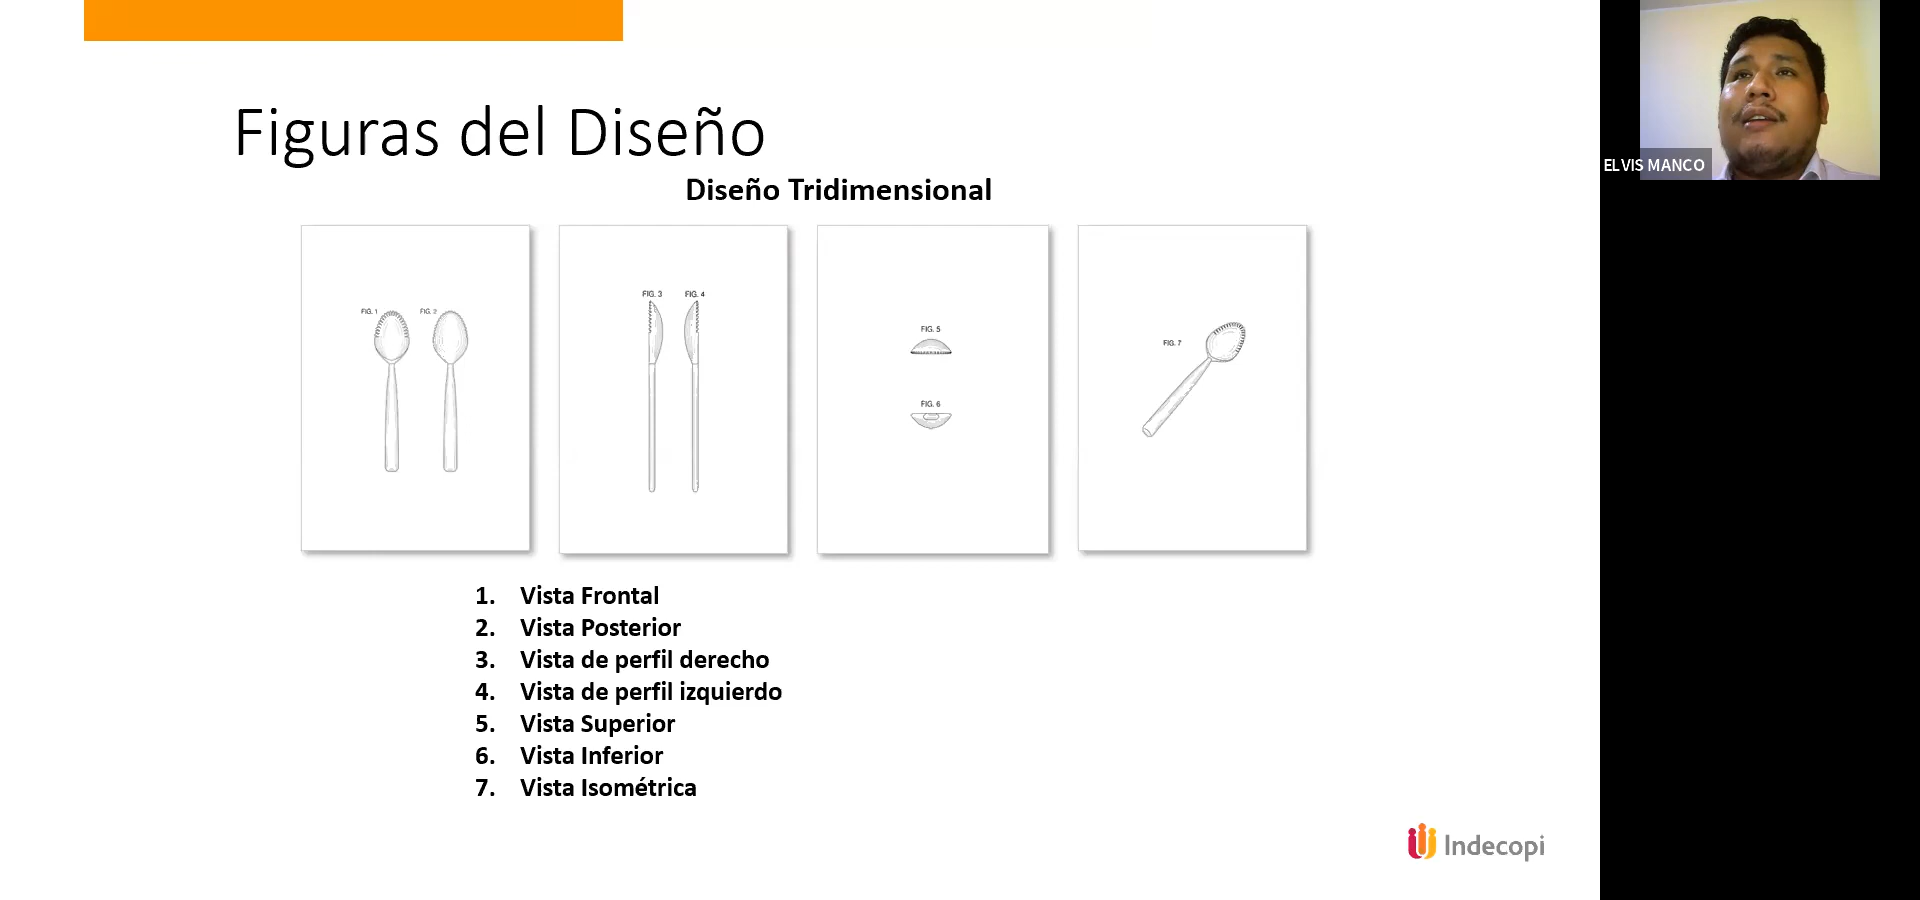 Figuras del Diseño
Diseño Tridimensional
FIG. 1
FIG. 2
FIG. 3
FIG. 4
FIG. 5
FIG. 6
FIG. 7
1. Vista Frontal
2. Vista Posterior
3. Vista de perfil derecho
4. Vista de perfil izquierdo
5. Vista Superior
6. Vista Inferior
7. Vista Isométrica
Indecopi
ELVIS MANCO